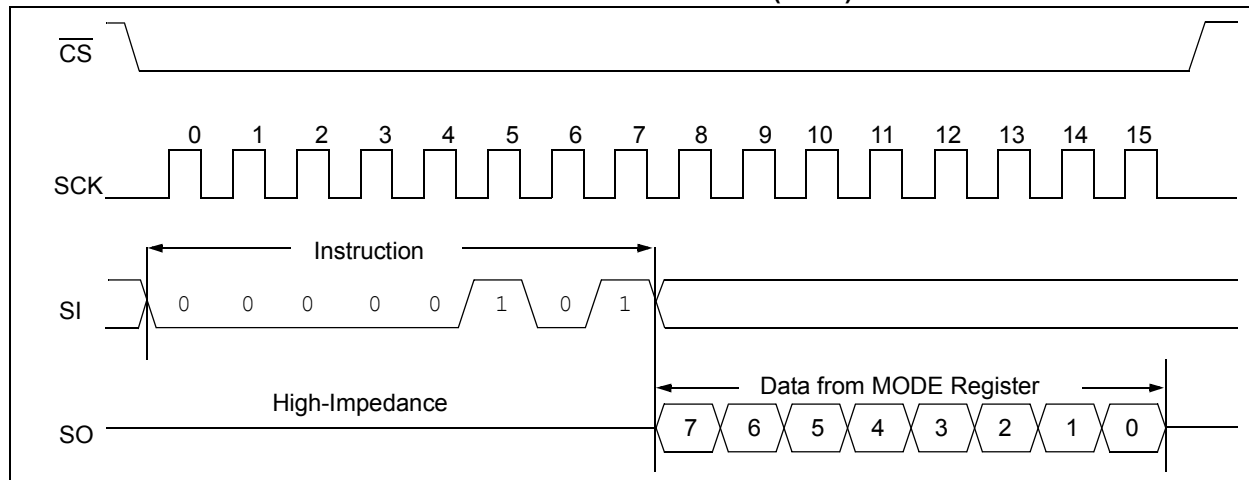 CS
0 1 2 3 4 5 6 7 8 9 10 11 12 13 14 15
SCK
Instruction
SI 0 0 0 0 0 1 0 1
Data from MODE Register
High-Impedance
SO 7 6 5 4 3 2 1 0